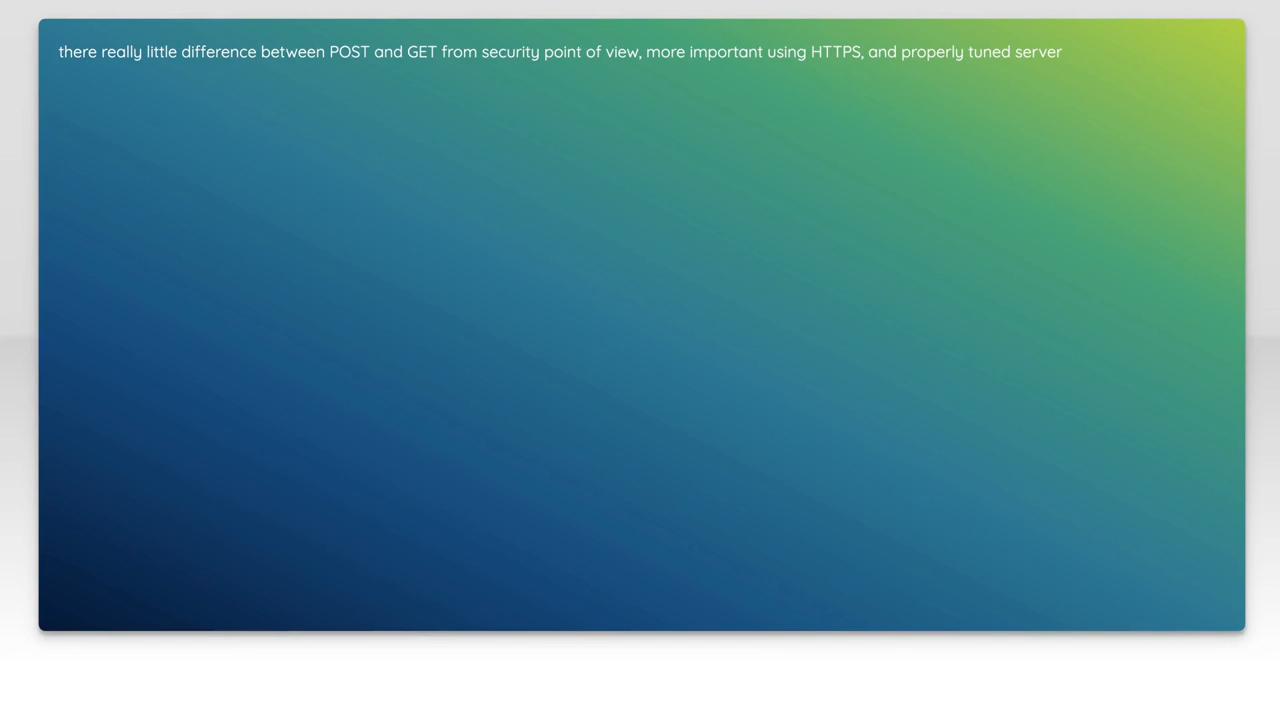 there really little difference between POST and GET from security point of view, more important using HTTPS, and properly tuned server